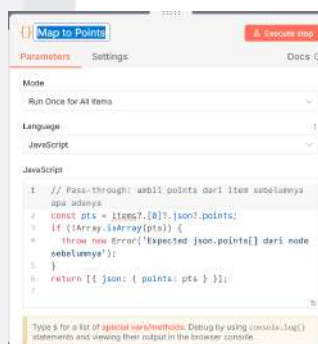 {} Map to Points
Execute step
Parameters Settings Docs
Mode
Run Once for All Items
Language
JavaScript
JavaScript
1 // Pass-through: ambil points dari item sebelumnya
apa adanya
2 const pts = items?.[0]?.json?.points;
3 if (!Array.isArray(pts)) {
4 throw new Error('Expected json.points[] dari node
sebelumnya');
5 }
6 return [{ json: { points: pts } }];
7
Type $ for a list of special vars/methods. Debug by using console.log()
statements and viewing their output in the browser console.